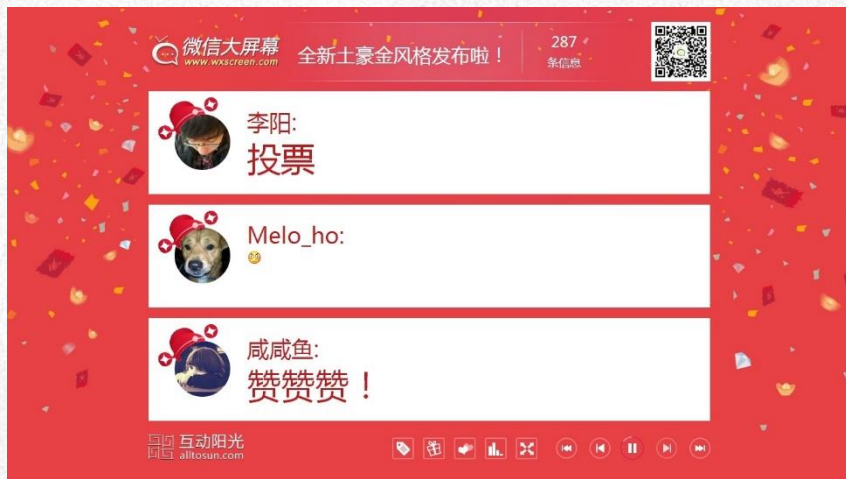 微信大屏幕
www.wxscreen.com
全新土豪金风格发布啦！
287
条信息
李阳:
投票
Melo_ho:
咸咸鱼:
赞赞赞！
互动阳光
alltosun.com